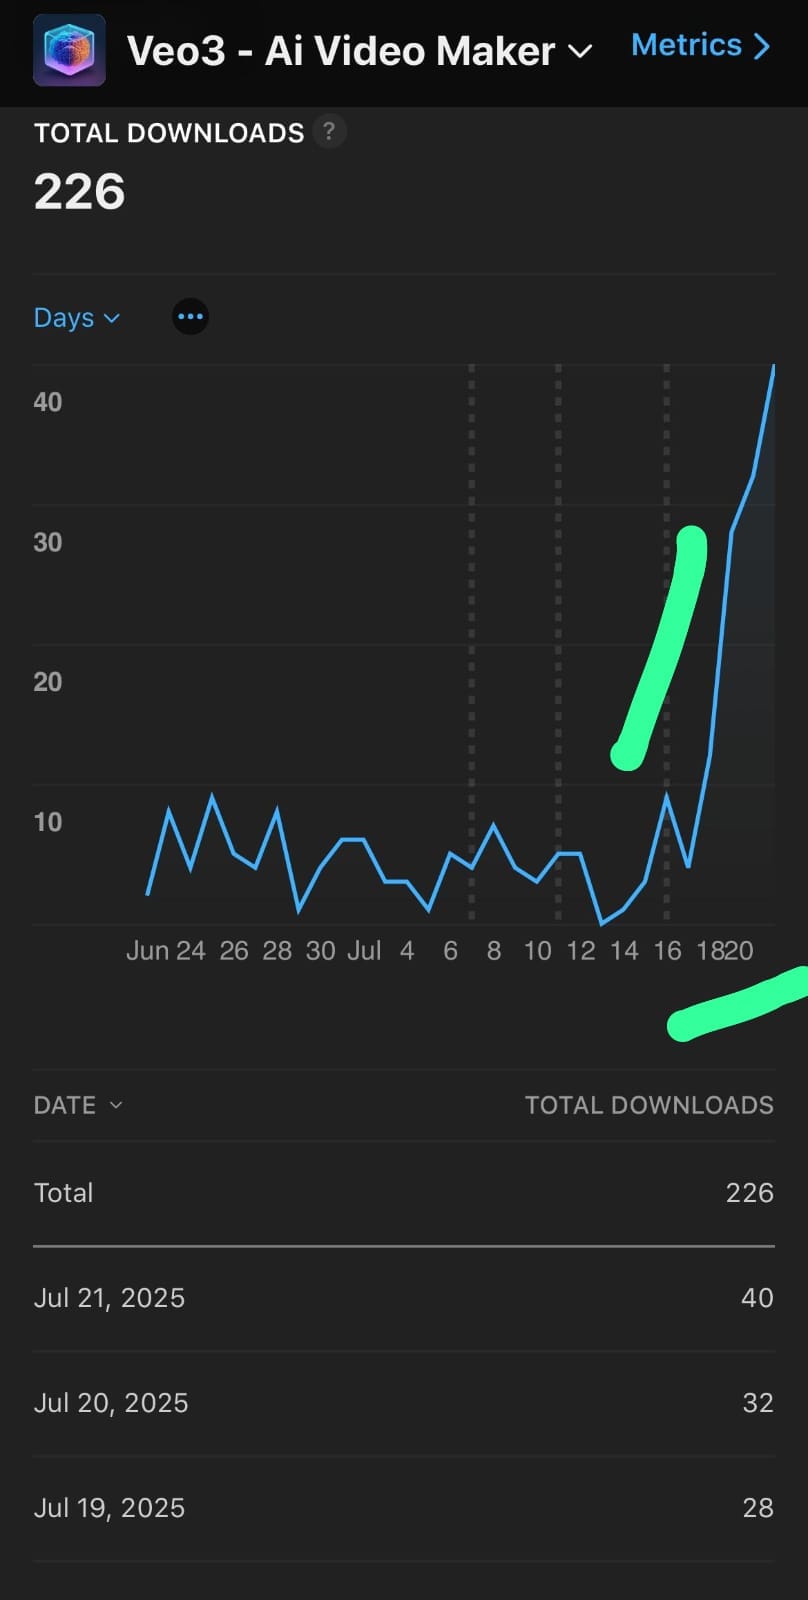 Veo3 - Ai Video Maker
Metrics
TOTAL DOWNLOADS ?
226
Days
40
30
20
10
Jun 24 26 28 30 Jul 4 6 8 10 12 14 16 1820
DATE TOTAL DOWNLOADS
Total 226
Jul 21, 2025 40
Jul 20, 2025 32
Jul 19, 2025 28